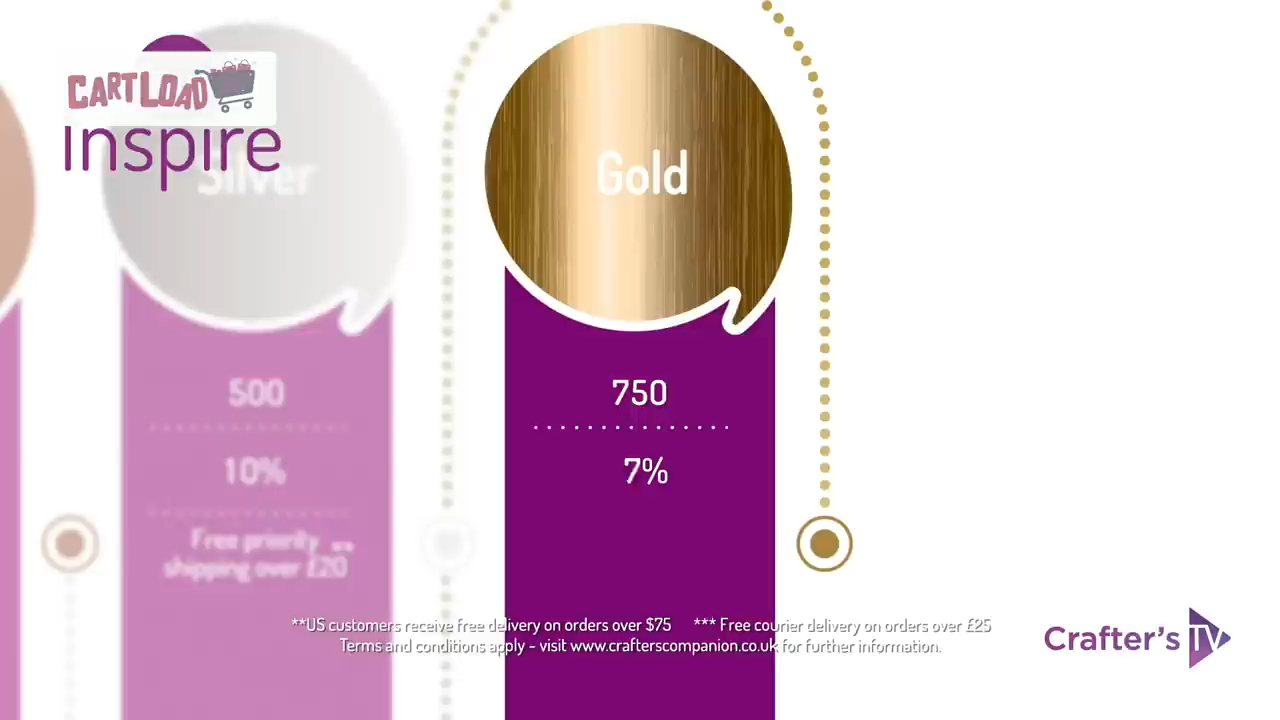 CARTLOAD
inspire
Silver
500
10%
Free priority **
shipping over £20
Gold
750
7%
**US customers receive free delivery on orders over $75 *** Free courier delivery on orders over £25
Terms and conditions apply - visit www.crafterscompanion.co.uk for further information.
Crafter's TV